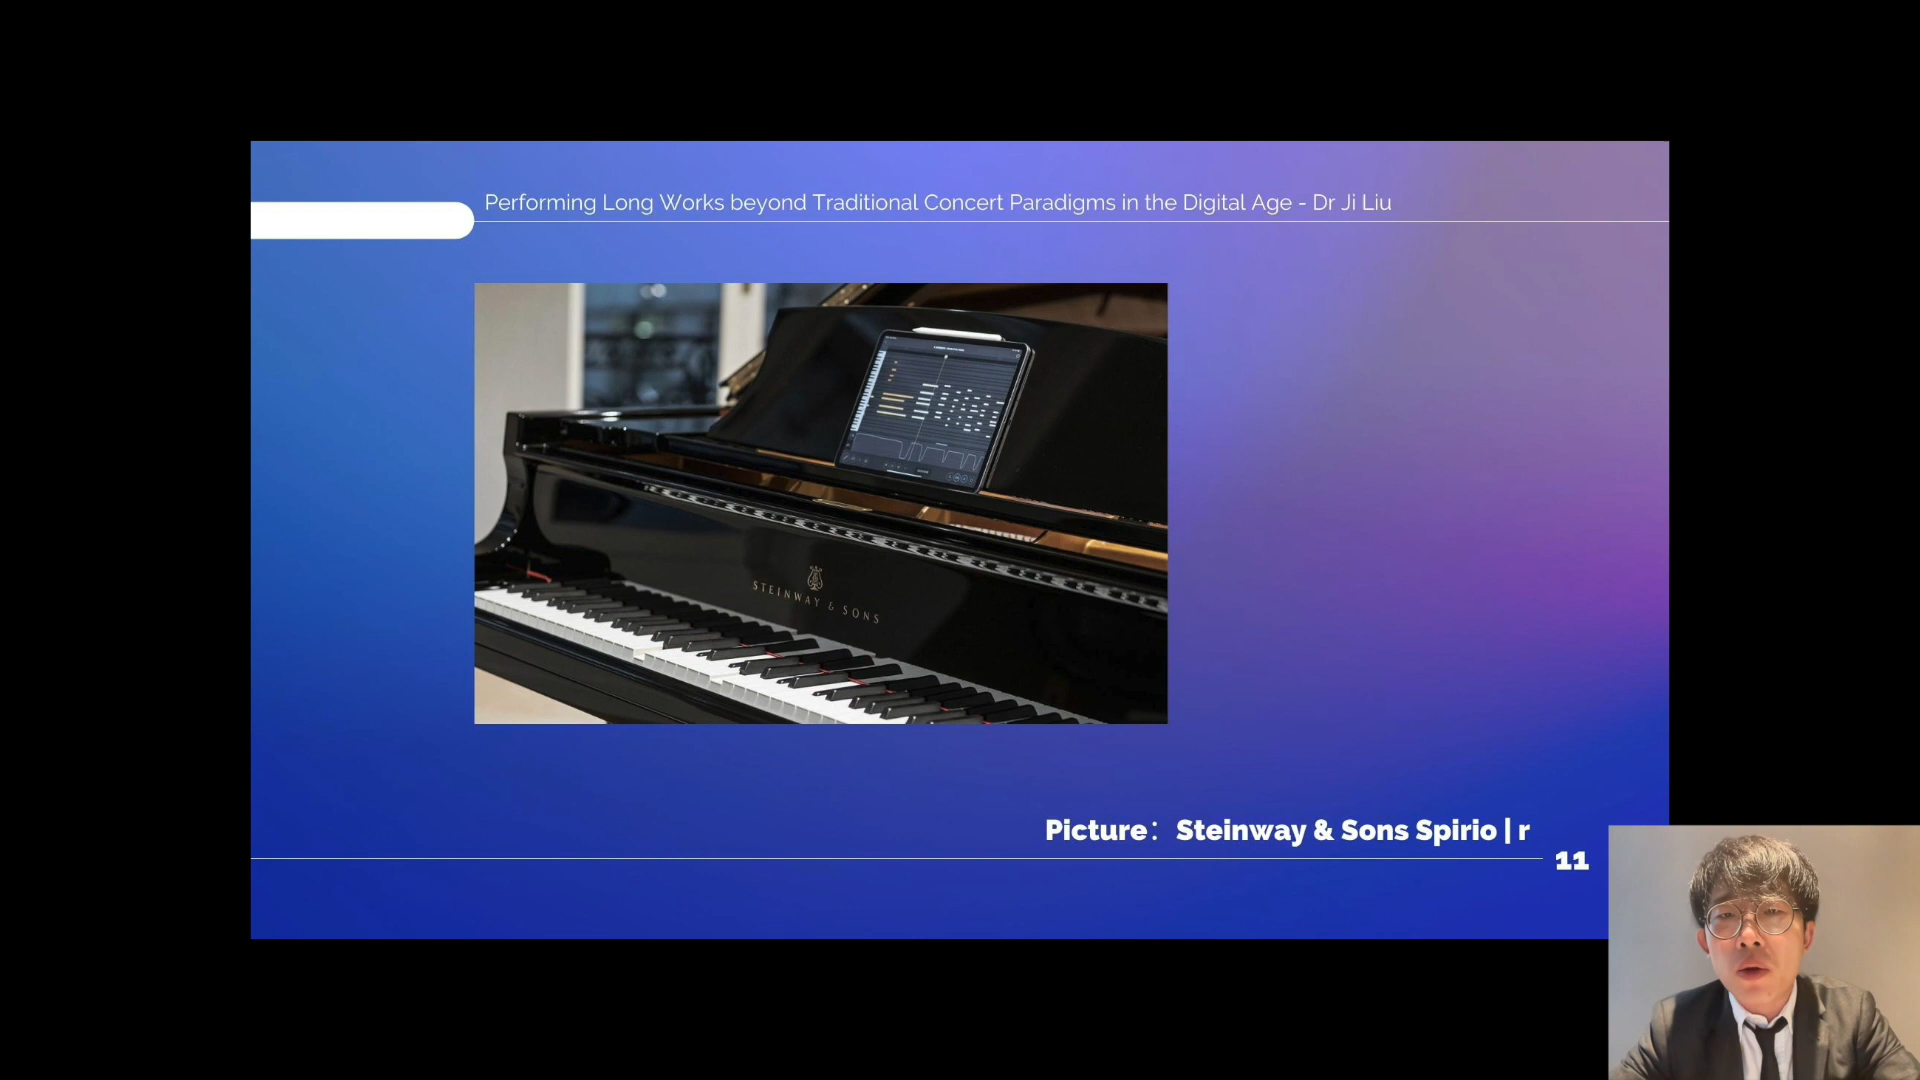 Performing Long Works beyond Traditional Concert Paradigms in the Digital Age - Dr Ji Liu
STEINWAY & SONS
Picture： Steinway & Sons Spirio | r
11